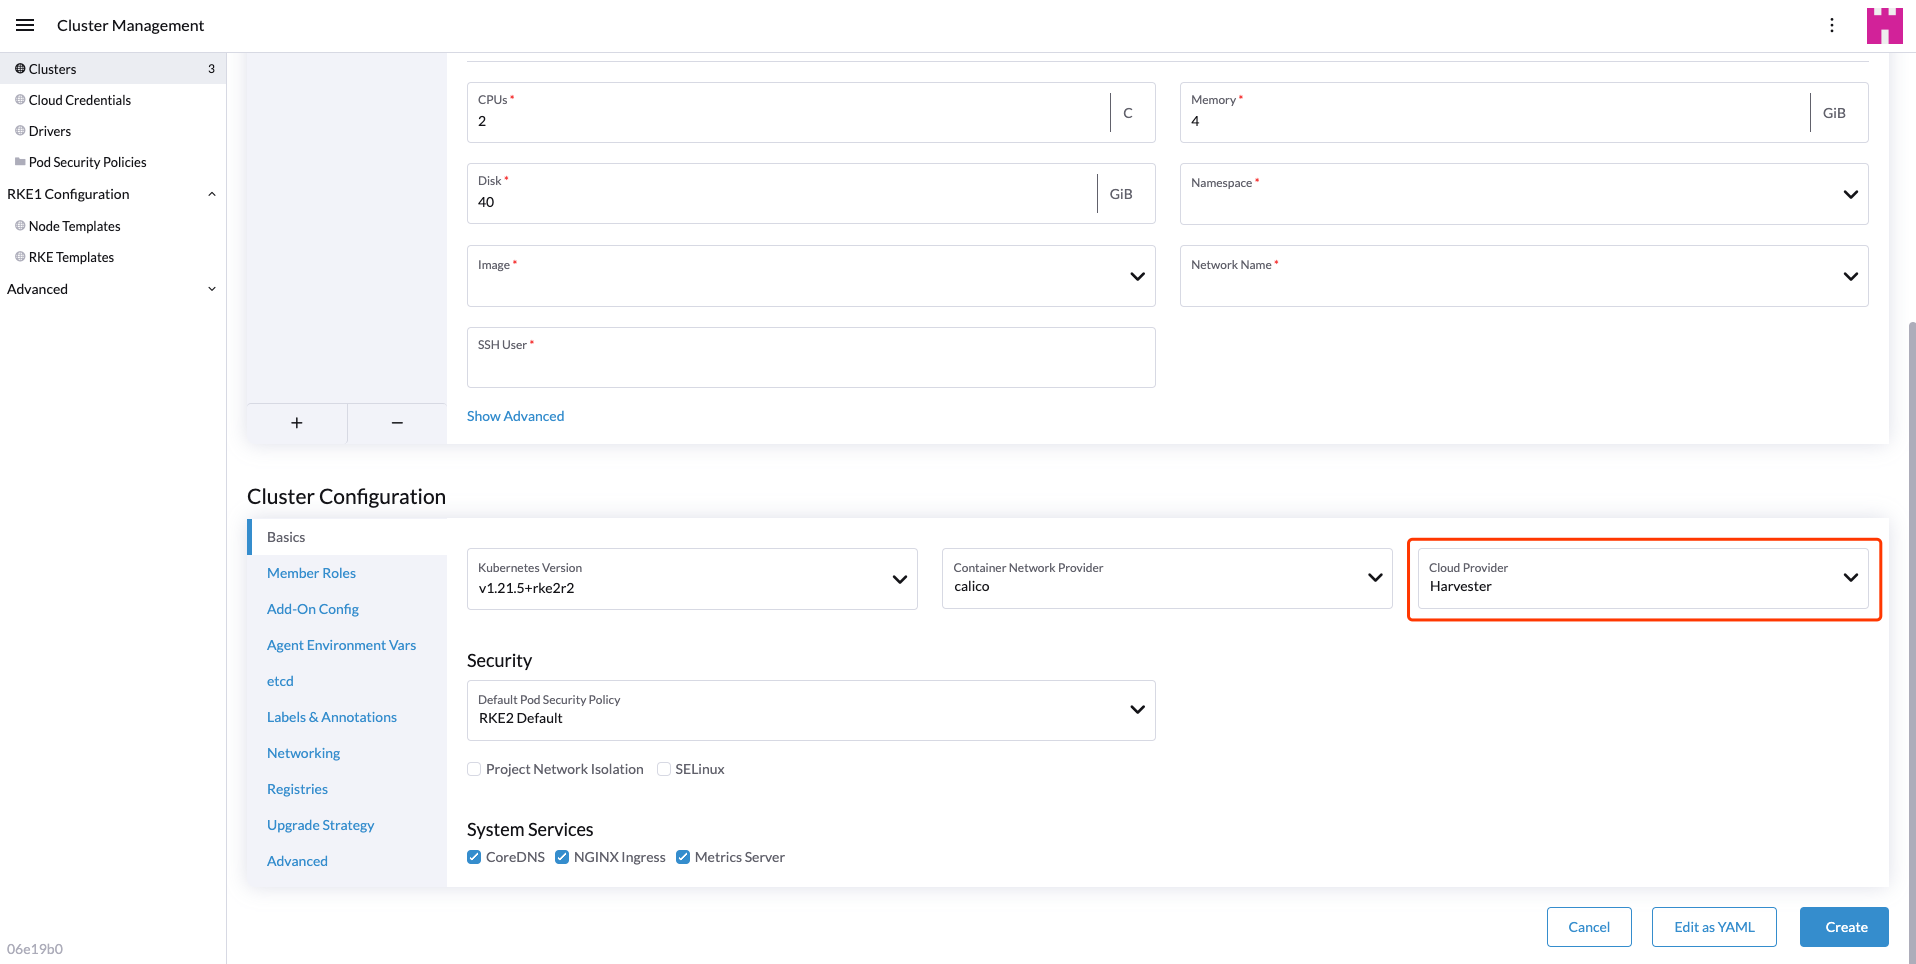 Cluster Management
Clusters 3
Cloud Credentials
Drivers
Pod Security Policies
RKE1 Configuration
Node Templates
RKE Templates
Advanced
06e19b0
CPUs *
2 C
Memory *
4 GiB
Disk *
40 GiB
Namespace *
Image *
Network Name *
SSH User *
+ −
Show Advanced
Cluster Configuration
Basics
Member Roles
Add-On Config
Agent Environment Vars
etcd
Labels & Annotations
Networking
Registries
Upgrade Strategy
Advanced
Kubernetes Version
v1.21.5+rke2r2
Container Network Provider
calico
Cloud Provider
Harvester
Security
Default Pod Security Policy
RKE2 Default
Project Network Isolation SELinux
System Services
CoreDNS NGINX Ingress Metrics Server
Cancel Edit as YAML Create